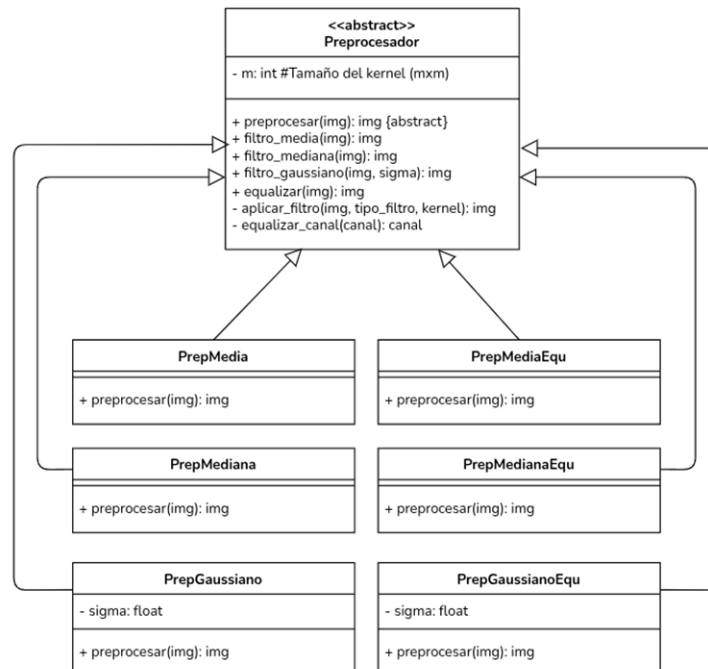 <<abstract>>
Preprocesador
- m: int #Tamaño del kernel (mxm)
+ preprocesar(img): img {abstract}
+ filtro_media(img): img
+ filtro_mediana(img): img
+ filtro_gaussiano(img, sigma): img
+ equalizar(img): img
- aplicar_filtro(img, tipo_filtro, kernel): img
- equalizar_canal(canal): canal
PrepMedia
+ preprocesar(img): img
PrepMediaEqu
+ preprocesar(img): img
PrepMediana
+ preprocesar(img): img
PrepMedianaEqu
+ preprocesar(img): img
PrepGaussiano
- sigma: float
+ preprocesar(img): img
PrepGaussianoEqu
- sigma: float
+ preprocesar(img): img